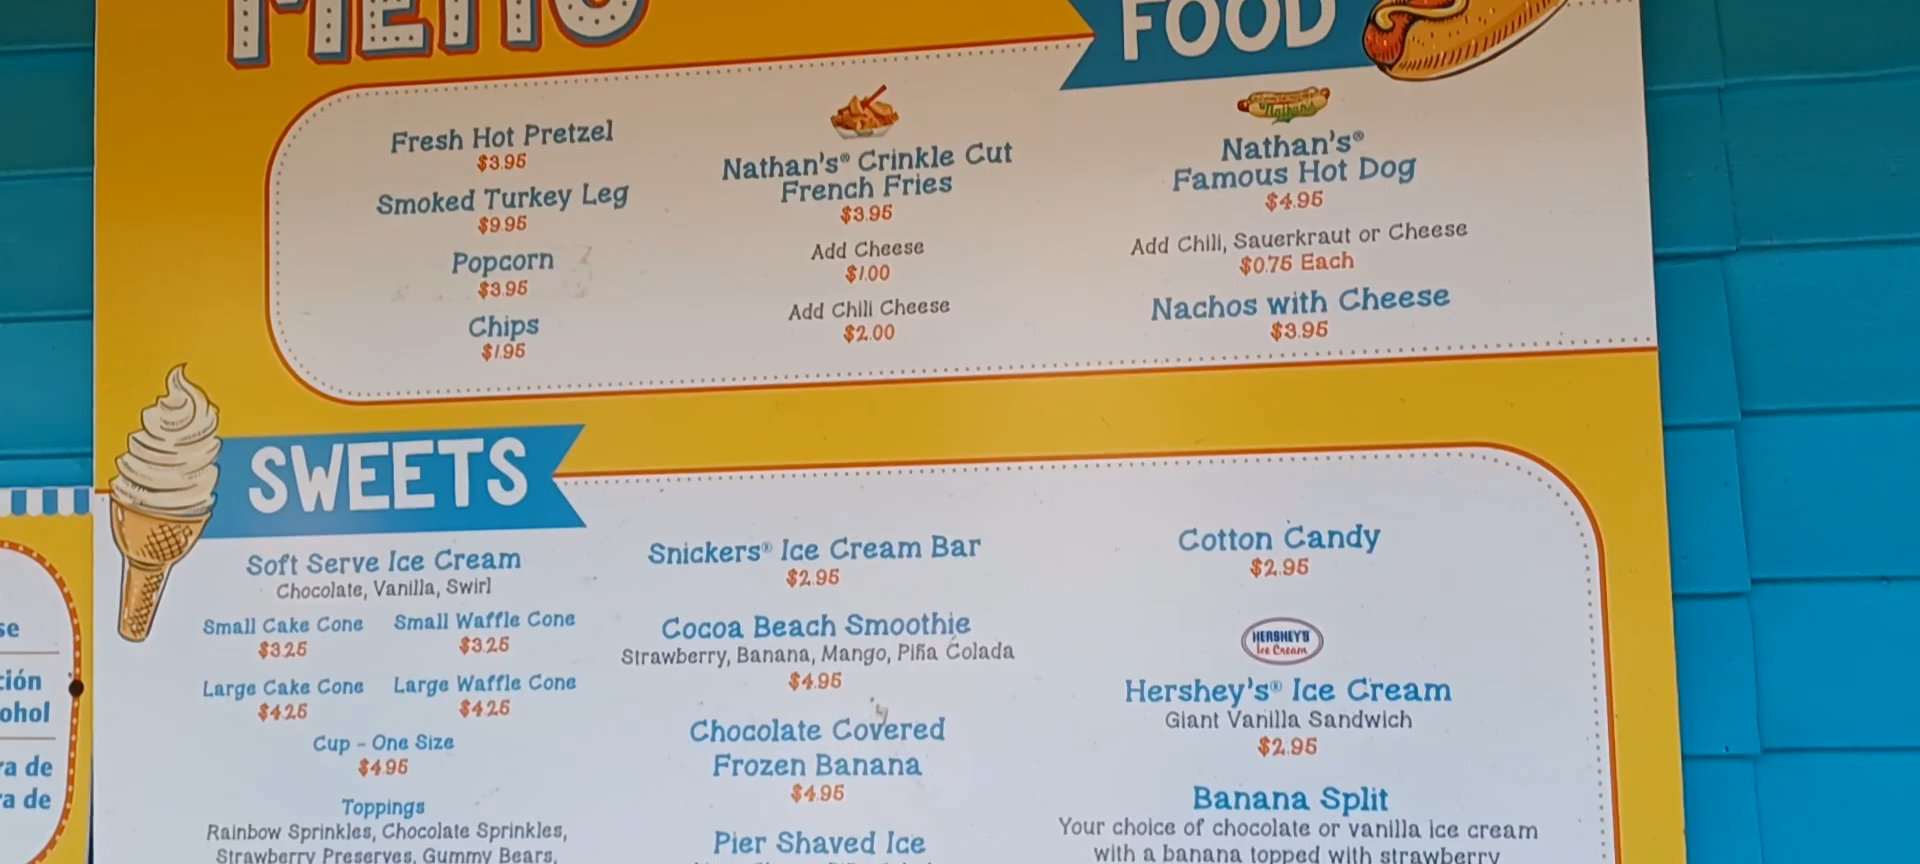 MENU
FOOD
Fresh Hot Pretzel
$3.95
Smoked Turkey Leg
$9.95
Popcorn
$3.95
Chips
$1.95
Nathan's® Crinkle Cut
French Fries
$3.95
Add Cheese
$1.00
Add Chili Cheese
$2.00
Nathan's®
Famous Hot Dog
$4.95
Add Chili, Sauerkraut or Cheese
$0.75 Each
Nachos with Cheese
$3.95
SWEETS
Soft Serve Ice Cream
Chocolate, Vanilla, Swirl
Small Cake Cone
$3.25
Small Waffle Cone
$3.25
Large Cake Cone
$4.25
Large Waffle Cone
$4.25
Cup - One Size
$4.95
Toppings
Rainbow Sprinkles, Chocolate Sprinkles,
Strawberry Preserves, Gummy Bears,
Snickers® Ice Cream Bar
$2.95
Cocoa Beach Smoothie
Strawberry, Banana, Mango, Piña Colada
$4.95
Chocolate Covered
Frozen Banana
$4.95
Pier Shaved Ice
Cotton Candy
$2.95
HERSHEY'S
Ice Cream
Hershey's® Ice Cream
Giant Vanilla Sandwich
$2.95
Banana Split
Your choice of chocolate or vanilla ice cream
with a banana topped with strawberry
se
ción
ohol
ra de
ra de